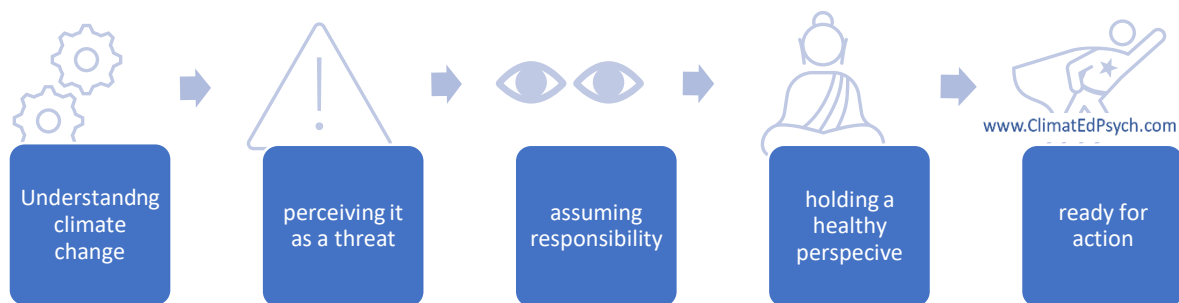 www.ClimatEdPsych.com
Understandng
climate
change
perceiving it
as a threat
assuming
responsibility
holding a
healthy
perspecive
ready for
action